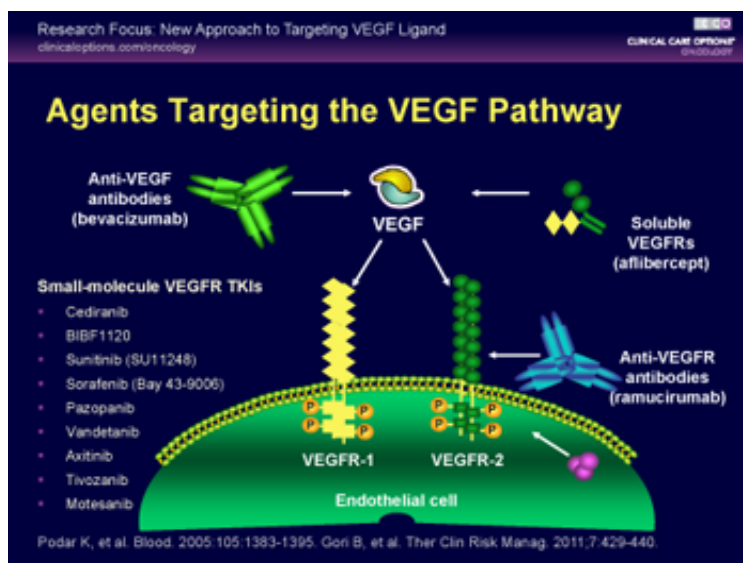 Research Focus: New Approach to Targeting VEGF Ligand
clinicaloptions.com/oncology
CLINICAL CARE OPTIONS®
ONCOLOGY
Agents Targeting the VEGF Pathway
Anti-VEGF
antibodies
(bevacizumab)
VEGF
Soluble
VEGFRs
(aflibercept)
Small-molecule VEGFR TKIs
• Cediranib
• BIBF1120
• Sunitinib (SU11248)
• Sorafenib (Bay 43-9006)
• Pazopanib
• Vandetanib
• Axitinib
• Tivozanib
• Motesanib
Anti-VEGFR
antibodies
(ramucirumab)
P P P P
P P P P
VEGFR-1 VEGFR-2
Endothelial cell
Podar K, et al. Blood. 2005:105:1383-1395. Gori B, et al. Ther Clin Risk Manag. 2011;7:429-440.